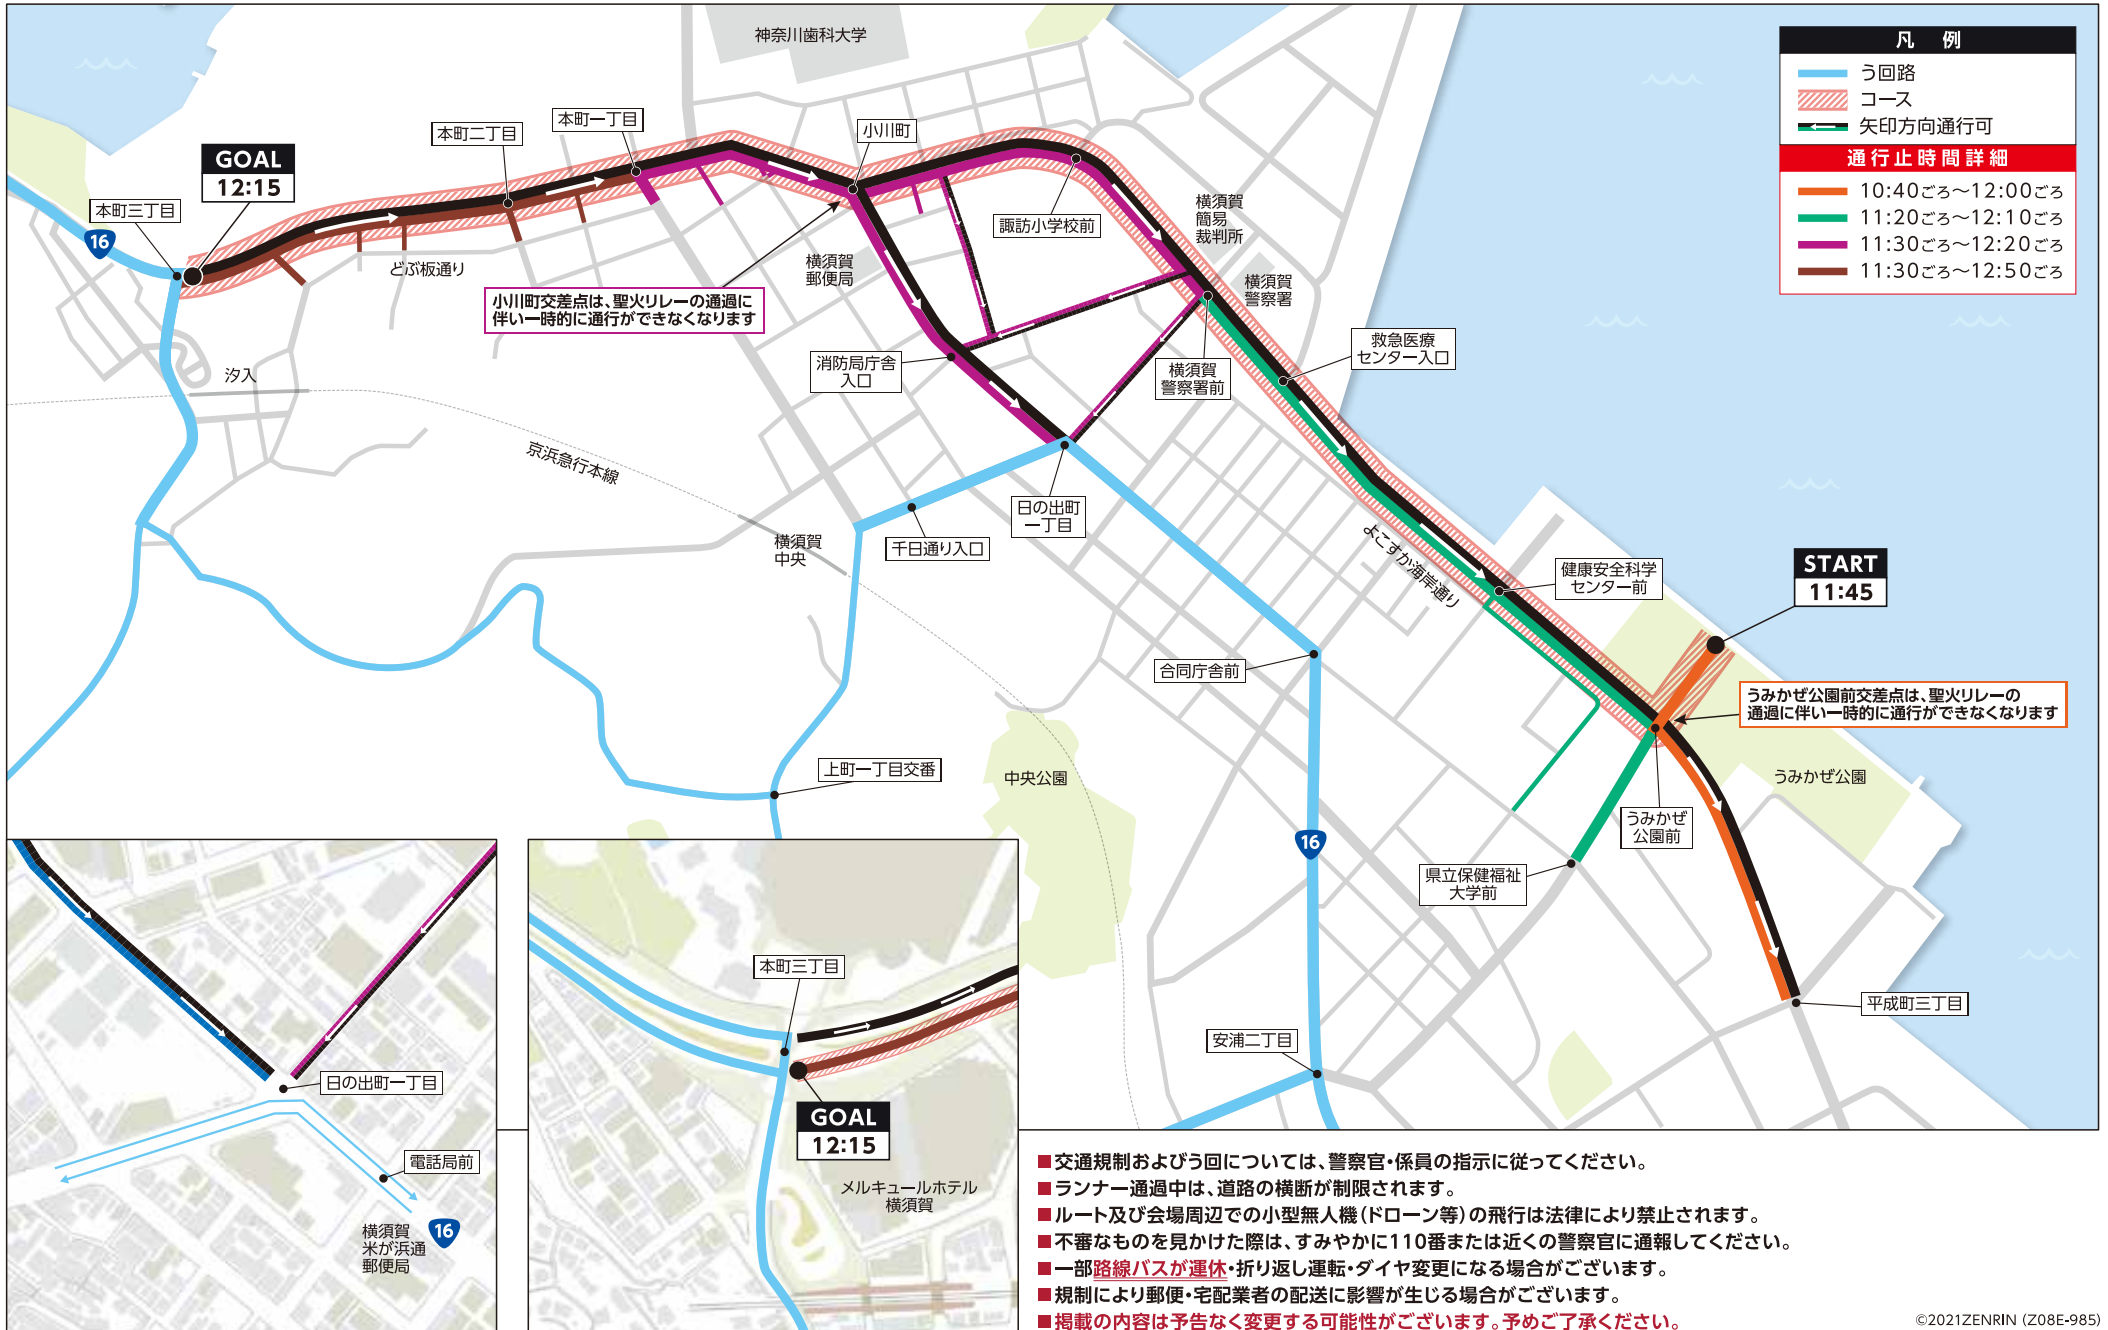 神奈川歯科大学
凡 例
う回路
コース
矢印方向通行可
通行止時間詳細
10:40ごろ～12:00ごろ
11:20ごろ～12:10ごろ
11:30ごろ～12:20ごろ
11:30ごろ～12:50ごろ
本町一丁目
本町二丁目
小川町
GOAL
12:15
本町三丁目
16
どぶ板通り
諏訪小学校前
横須賀
簡易
裁判所
横須賀
郵便局
横須賀
警察署
小川町交差点は、聖火リレーの通過に
伴い一時的に通行ができなくなります
救急医療
センター入口
消防局庁舎
入口
横須賀
警察署前
汐入
京浜急行本線
日の出町
一丁目
千日通り入口
横須賀
中央
よこすか海岸通り
健康安全科学
センター前
START
11:45
合同庁舎前
うみかぜ公園前交差点は、聖火リレーの
通過に伴い一時的に通行ができなくなります
上町一丁目交番
中央公園
うみかぜ公園
うみかぜ
公園前
16
県立保健福祉
大学前
平成町三丁目
安浦二丁目
日の出町一丁目
電話局前
横須賀
米が浜通
郵便局
16
本町三丁目
GOAL
12:15
メルキュールホテル
横須賀
■交通規制およびう回については、警察官・係員の指示に従ってください。
■ランナー通過中は、道路の横断が制限されます。
■ルート及び会場周辺での小型無人機（ドローン等）の飛行は法律により禁止されます。
■不審なものを見かけた際は、すみやかに110番または近くの警察官に通報してください。
■一部路線バスが運休・折り返し運転・ダイヤ変更になる場合がございます。
■規制により郵便・宅配業者の配送に影響が生じる場合がございます。
■掲載の内容は予告なく変更する可能性がございます。予めご了承ください。
©2021ZENRIN (Z08E-985)